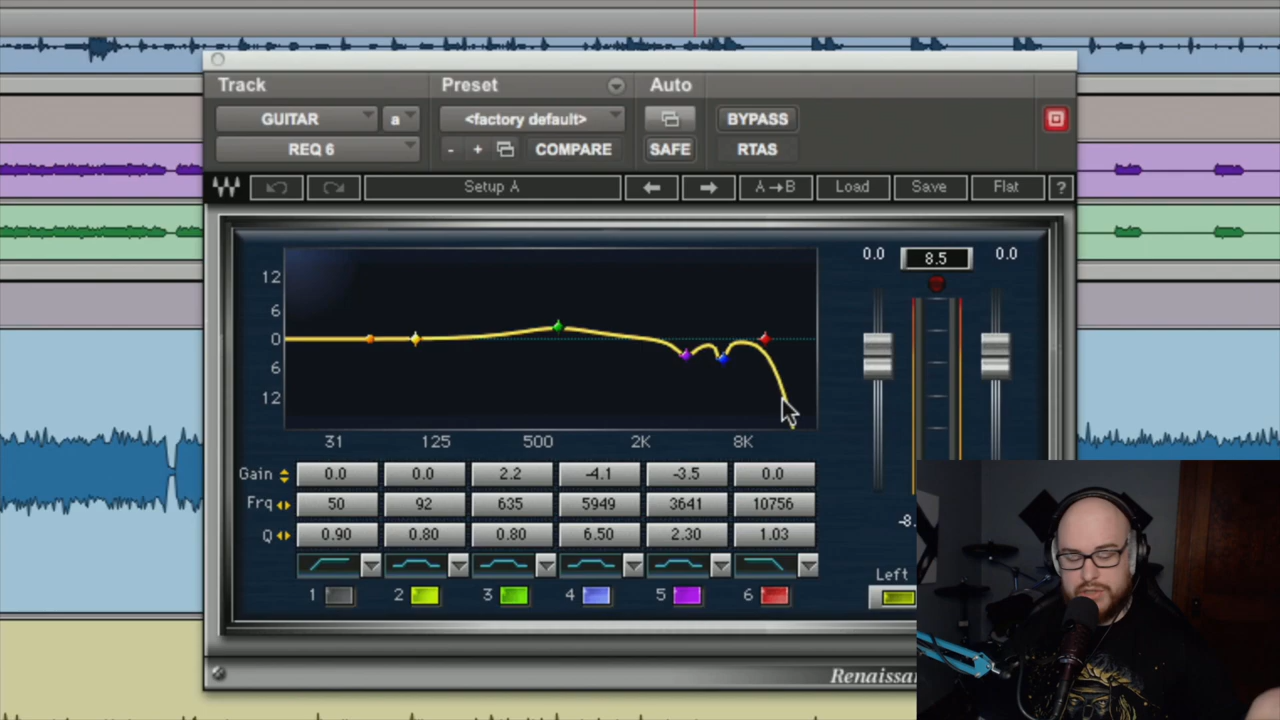 Track Preset Auto
GUITAR a <factory default> BYPASS
REQ 6 - + COMPARE SAFE RTAS
Setup A A→B Load Save Flat ?
12 0.0 8.5 0.0
6
0
6
12
31 125 500 2K 8K
Gain 0.0 0.0 2.2 -4.1 -3.5 0.0
Frq 50 92 635 5949 3641 10756
Q 0.90 0.80 0.80 6.50 2.30 1.03
-8.
Left
1 2 3 4 5 6